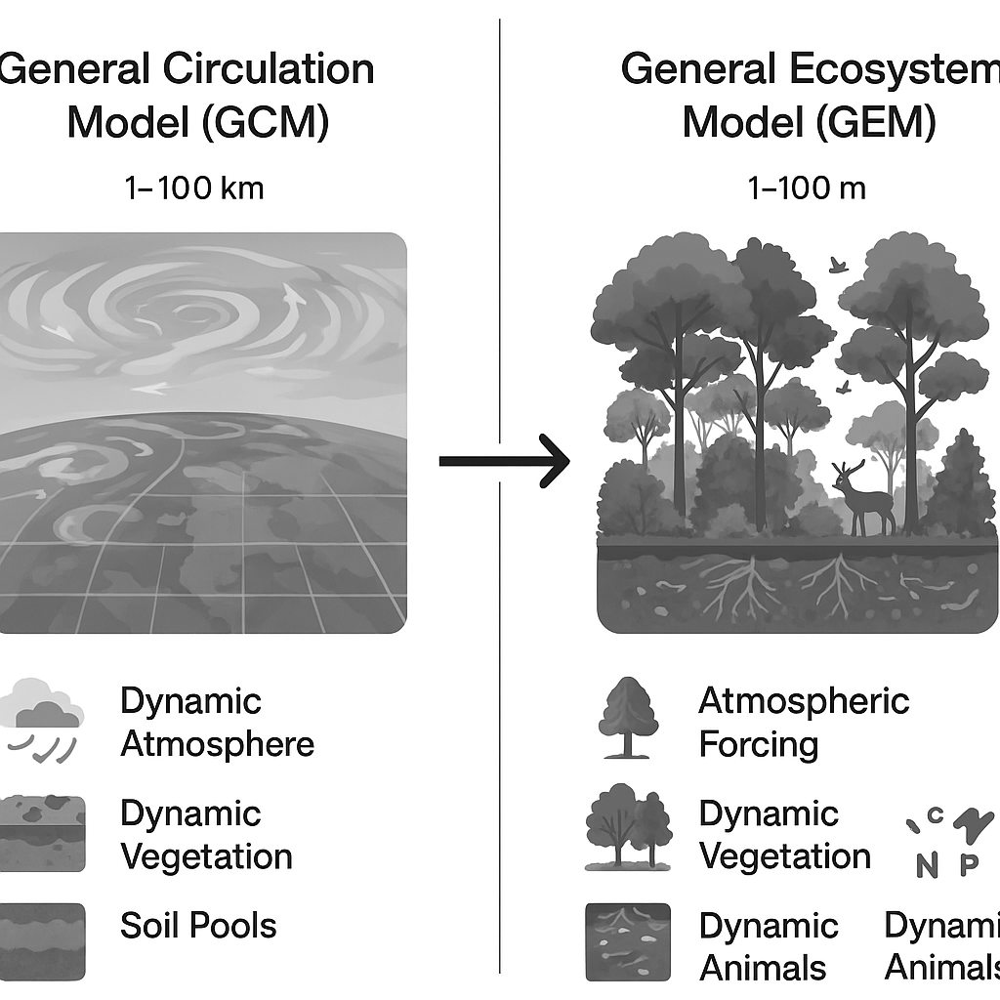 General Circulation
Model (GCM)
1–100 km
Dynamic
Atmosphere
Dynamic
Vegetation
Soil Pools
General Ecosystem
Model (GEM)
1–100 m
Atmospheric
Forcing
Dynamic
Vegetation
C
N P
Dynamic
Animals
Dynami
Animals